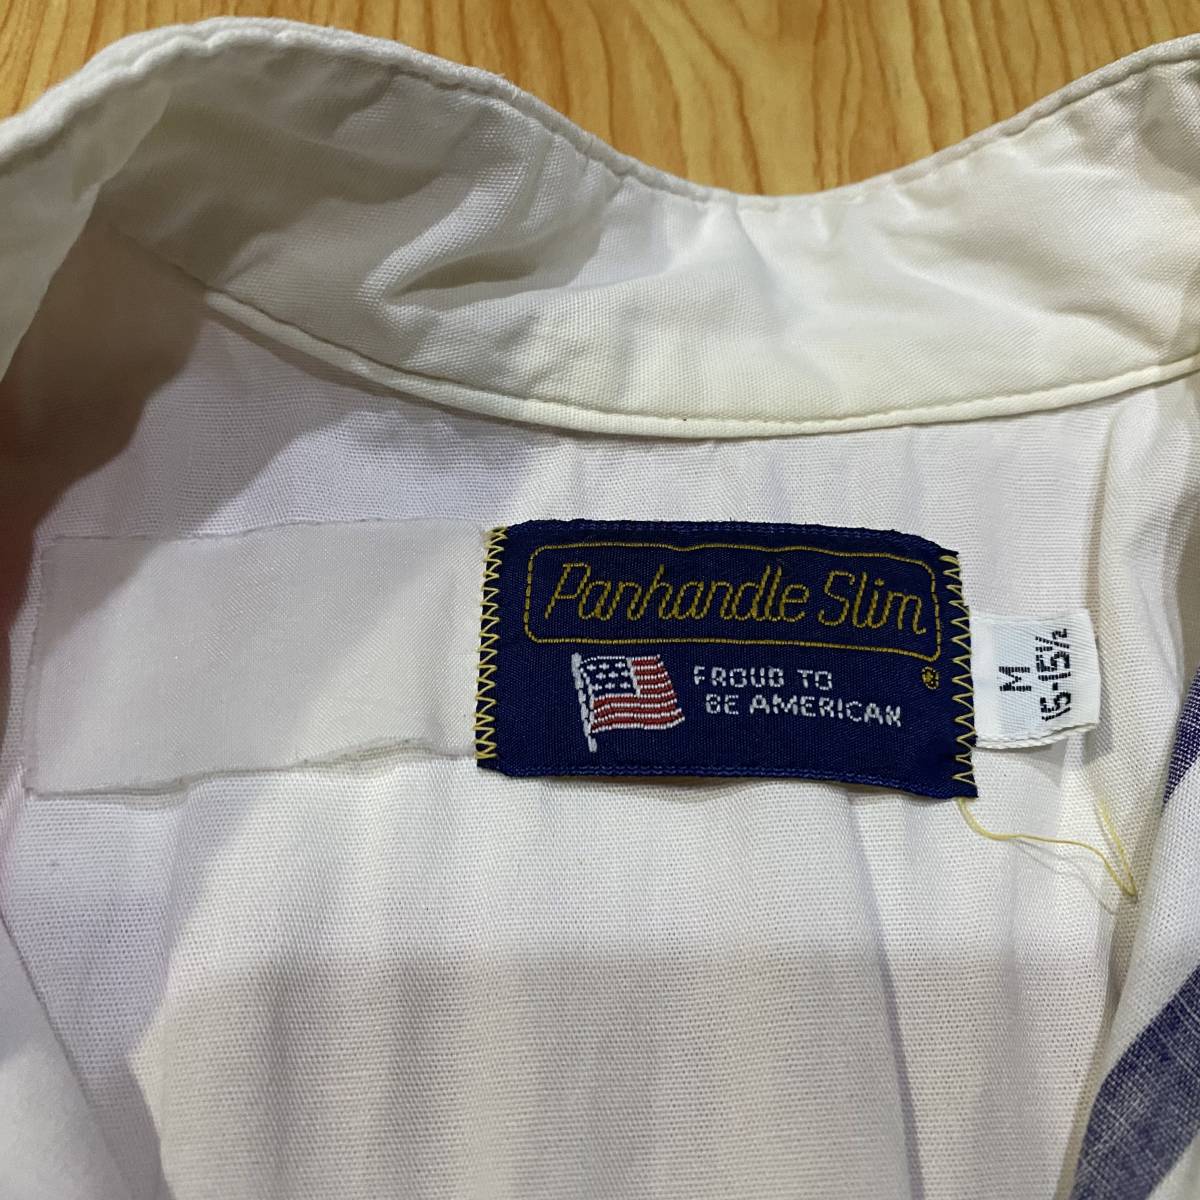 Panhandle Slim
®
PROUD TO
BE AMERICAN
M
15-15½